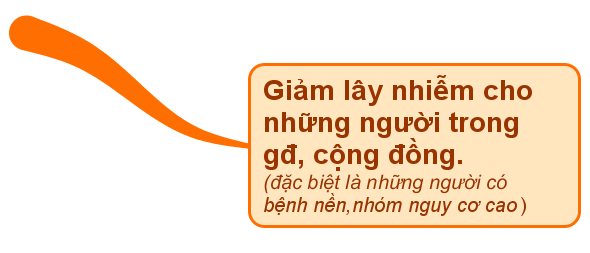 Giảm lây nhiễm cho
những người trong
gđ, cộng đồng.
(đặc biệt là những người có
bệnh nền,nhóm nguy cơ cao)